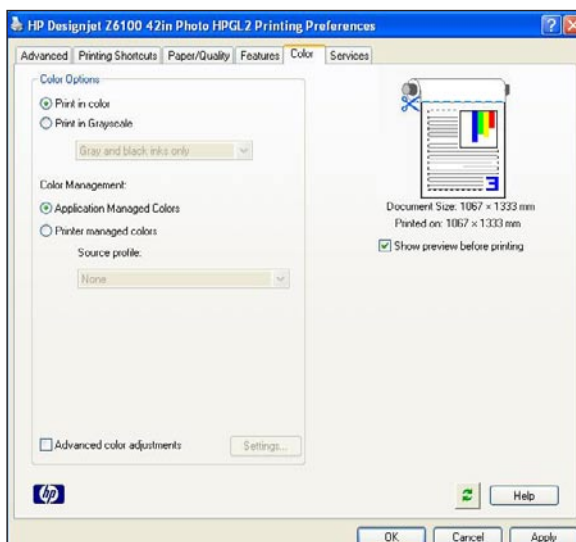 HP Designjet Z6100 42in Photo HPGL2 Printing Preferences
Advanced Printing Shortcuts Paper/Quality Features Color Services
Color Options
Print in color
Print in Grayscale
Gray and black inks only
Color Management:
Application Managed Colors
Printer managed colors
Source profile:
None
Advanced color adjustments
Settings...
3
Document Size: 1067 × 1333 mm
Printed on: 1067 × 1333 mm
Show preview before printing
hp
Help
OK Cancel Apply